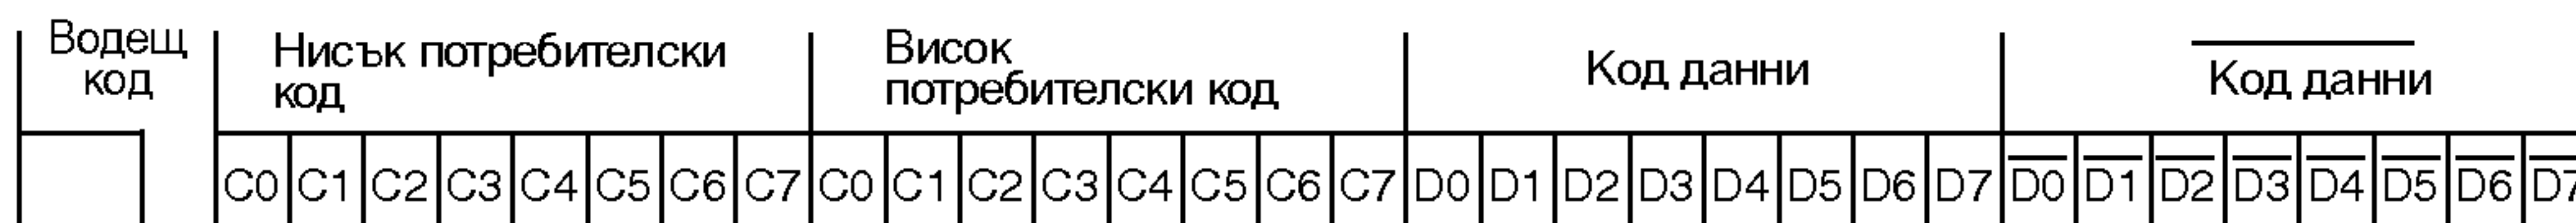 Водещ
код
Нисък потребителски
код
Висок
потребителски код
Код данни
Код данни
C0 C1 C2 C3 C4 C5 C6 C7 C0 C1 C2 C3 C4 C5 C6 C7 D0 D1 D2 D3 D4 D5 D6 D7 D0 D1 D2 D3 D4 D5 D6 D7